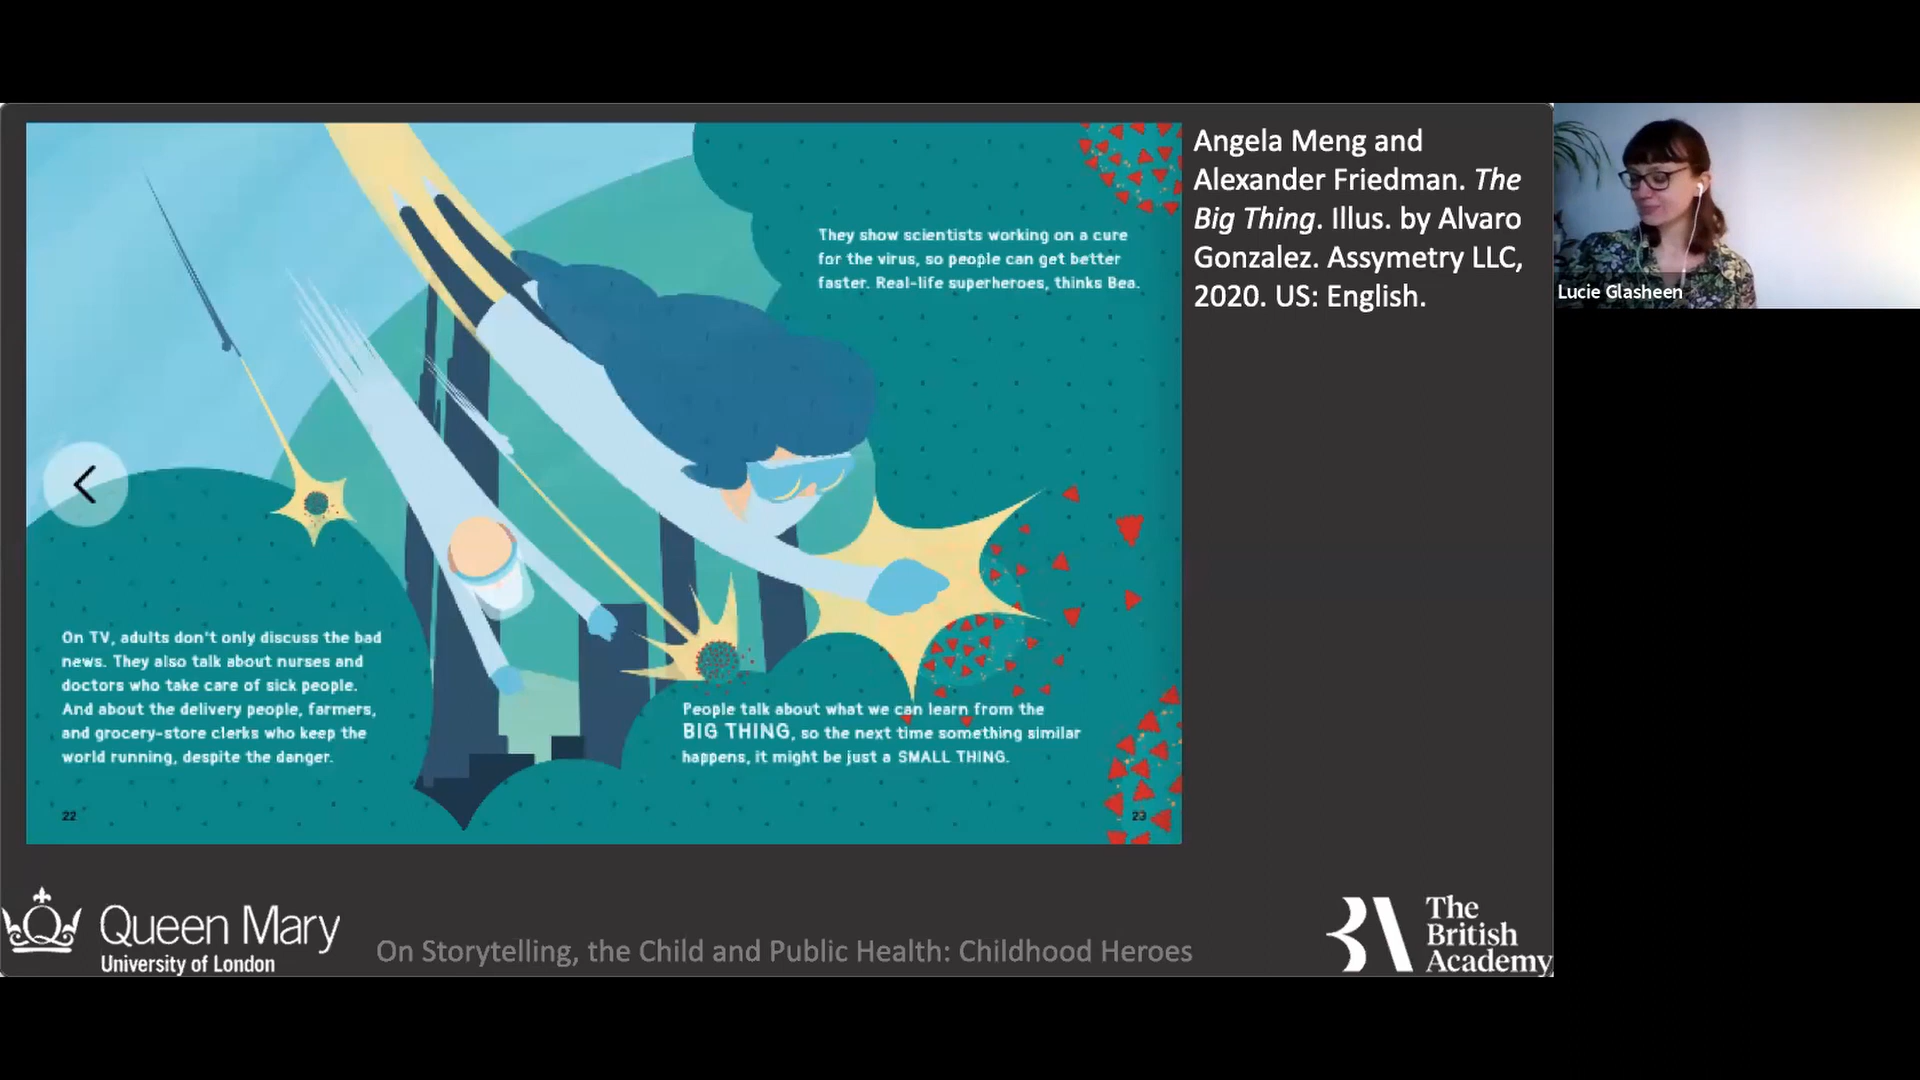 They show scientists working on a cure
for the virus, so people can get better
faster. Real-life superheroes, thinks Bea.
On TV, adults don't only discuss the bad
news. They also talk about nurses and
doctors who take care of sick people.
And about the delivery people, farmers,
and grocery-store clerks who keep the
world running, despite the danger.
People talk about what we can learn from the
BIG THING, so the next time something similar
happens, it might be just a SMALL THING.
22
23
Angela Meng and
Alexander Friedman. The
Big Thing. Illus. by Alvaro
Gonzalez. Assymetry LLC,
2020. US: English.
Lucie Glasheen
Queen Mary
University of London
On Storytelling, the Child and Public Health: Childhood Heroes
The
British
Academy